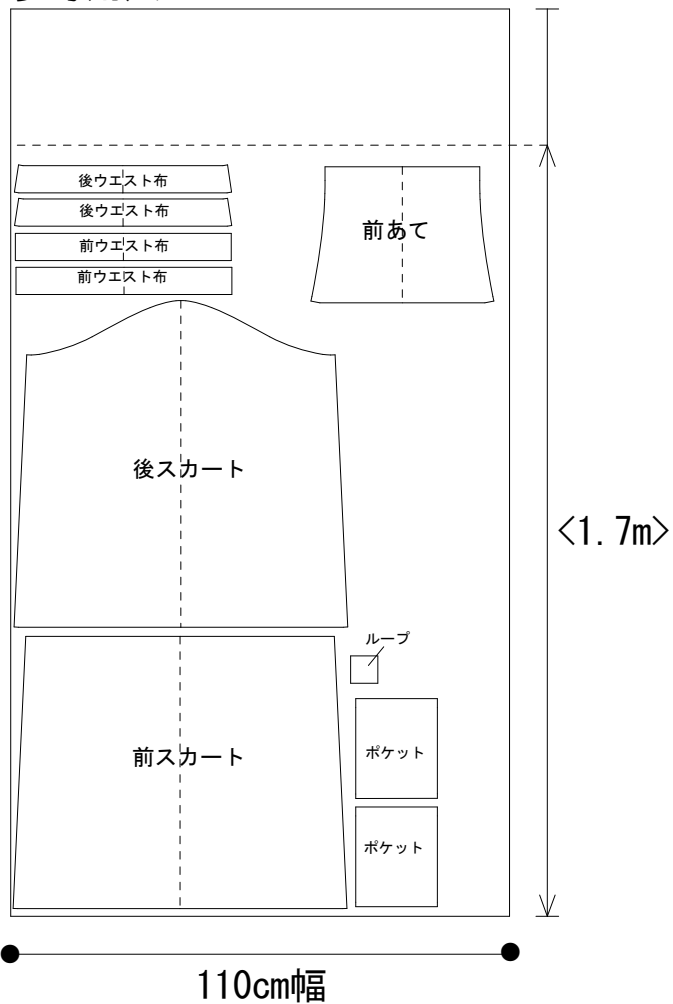 後ウエスト布
後ウエスト布
前ウエスト布
前ウエスト布
前あて
後スカート
<1.7m>
ループ
前スカート
ポケット
ポケット
110cm幅